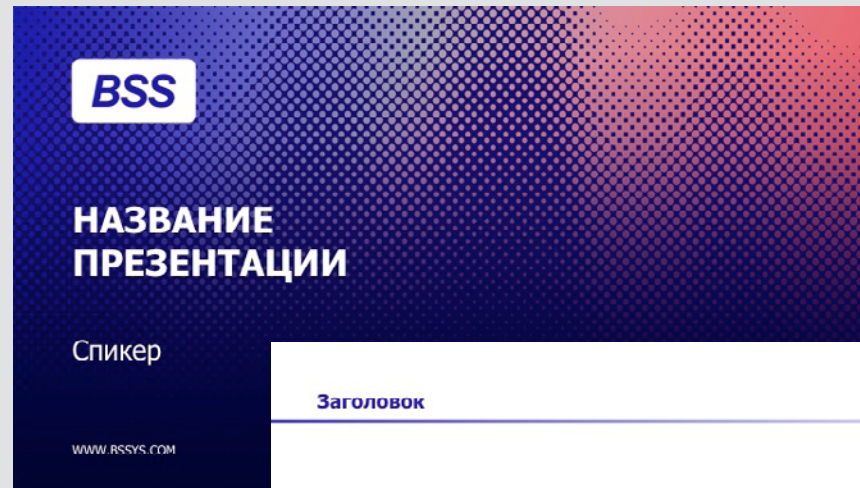 BSS
НАЗВАНИЕ
ПРЕЗЕНТАЦИИ
Спикер
Заголовок
WWW.BSSYS.COM